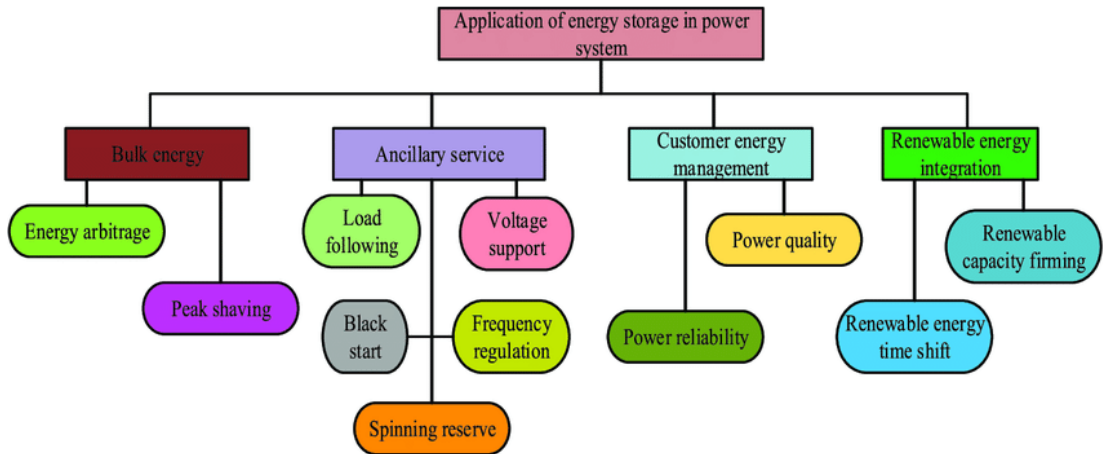 Application of energy storage in power
system
Bulk energy
Ancillary service
Customer energy
management
Renewable energy
integration
Energy arbitrage
Load
following
Voltage
support
Power quality
Renewable
capacity firming
Peak shaving
Black
start
Frequency
regulation
Power reliability
Renewable energy
time shift
Spinning reserve